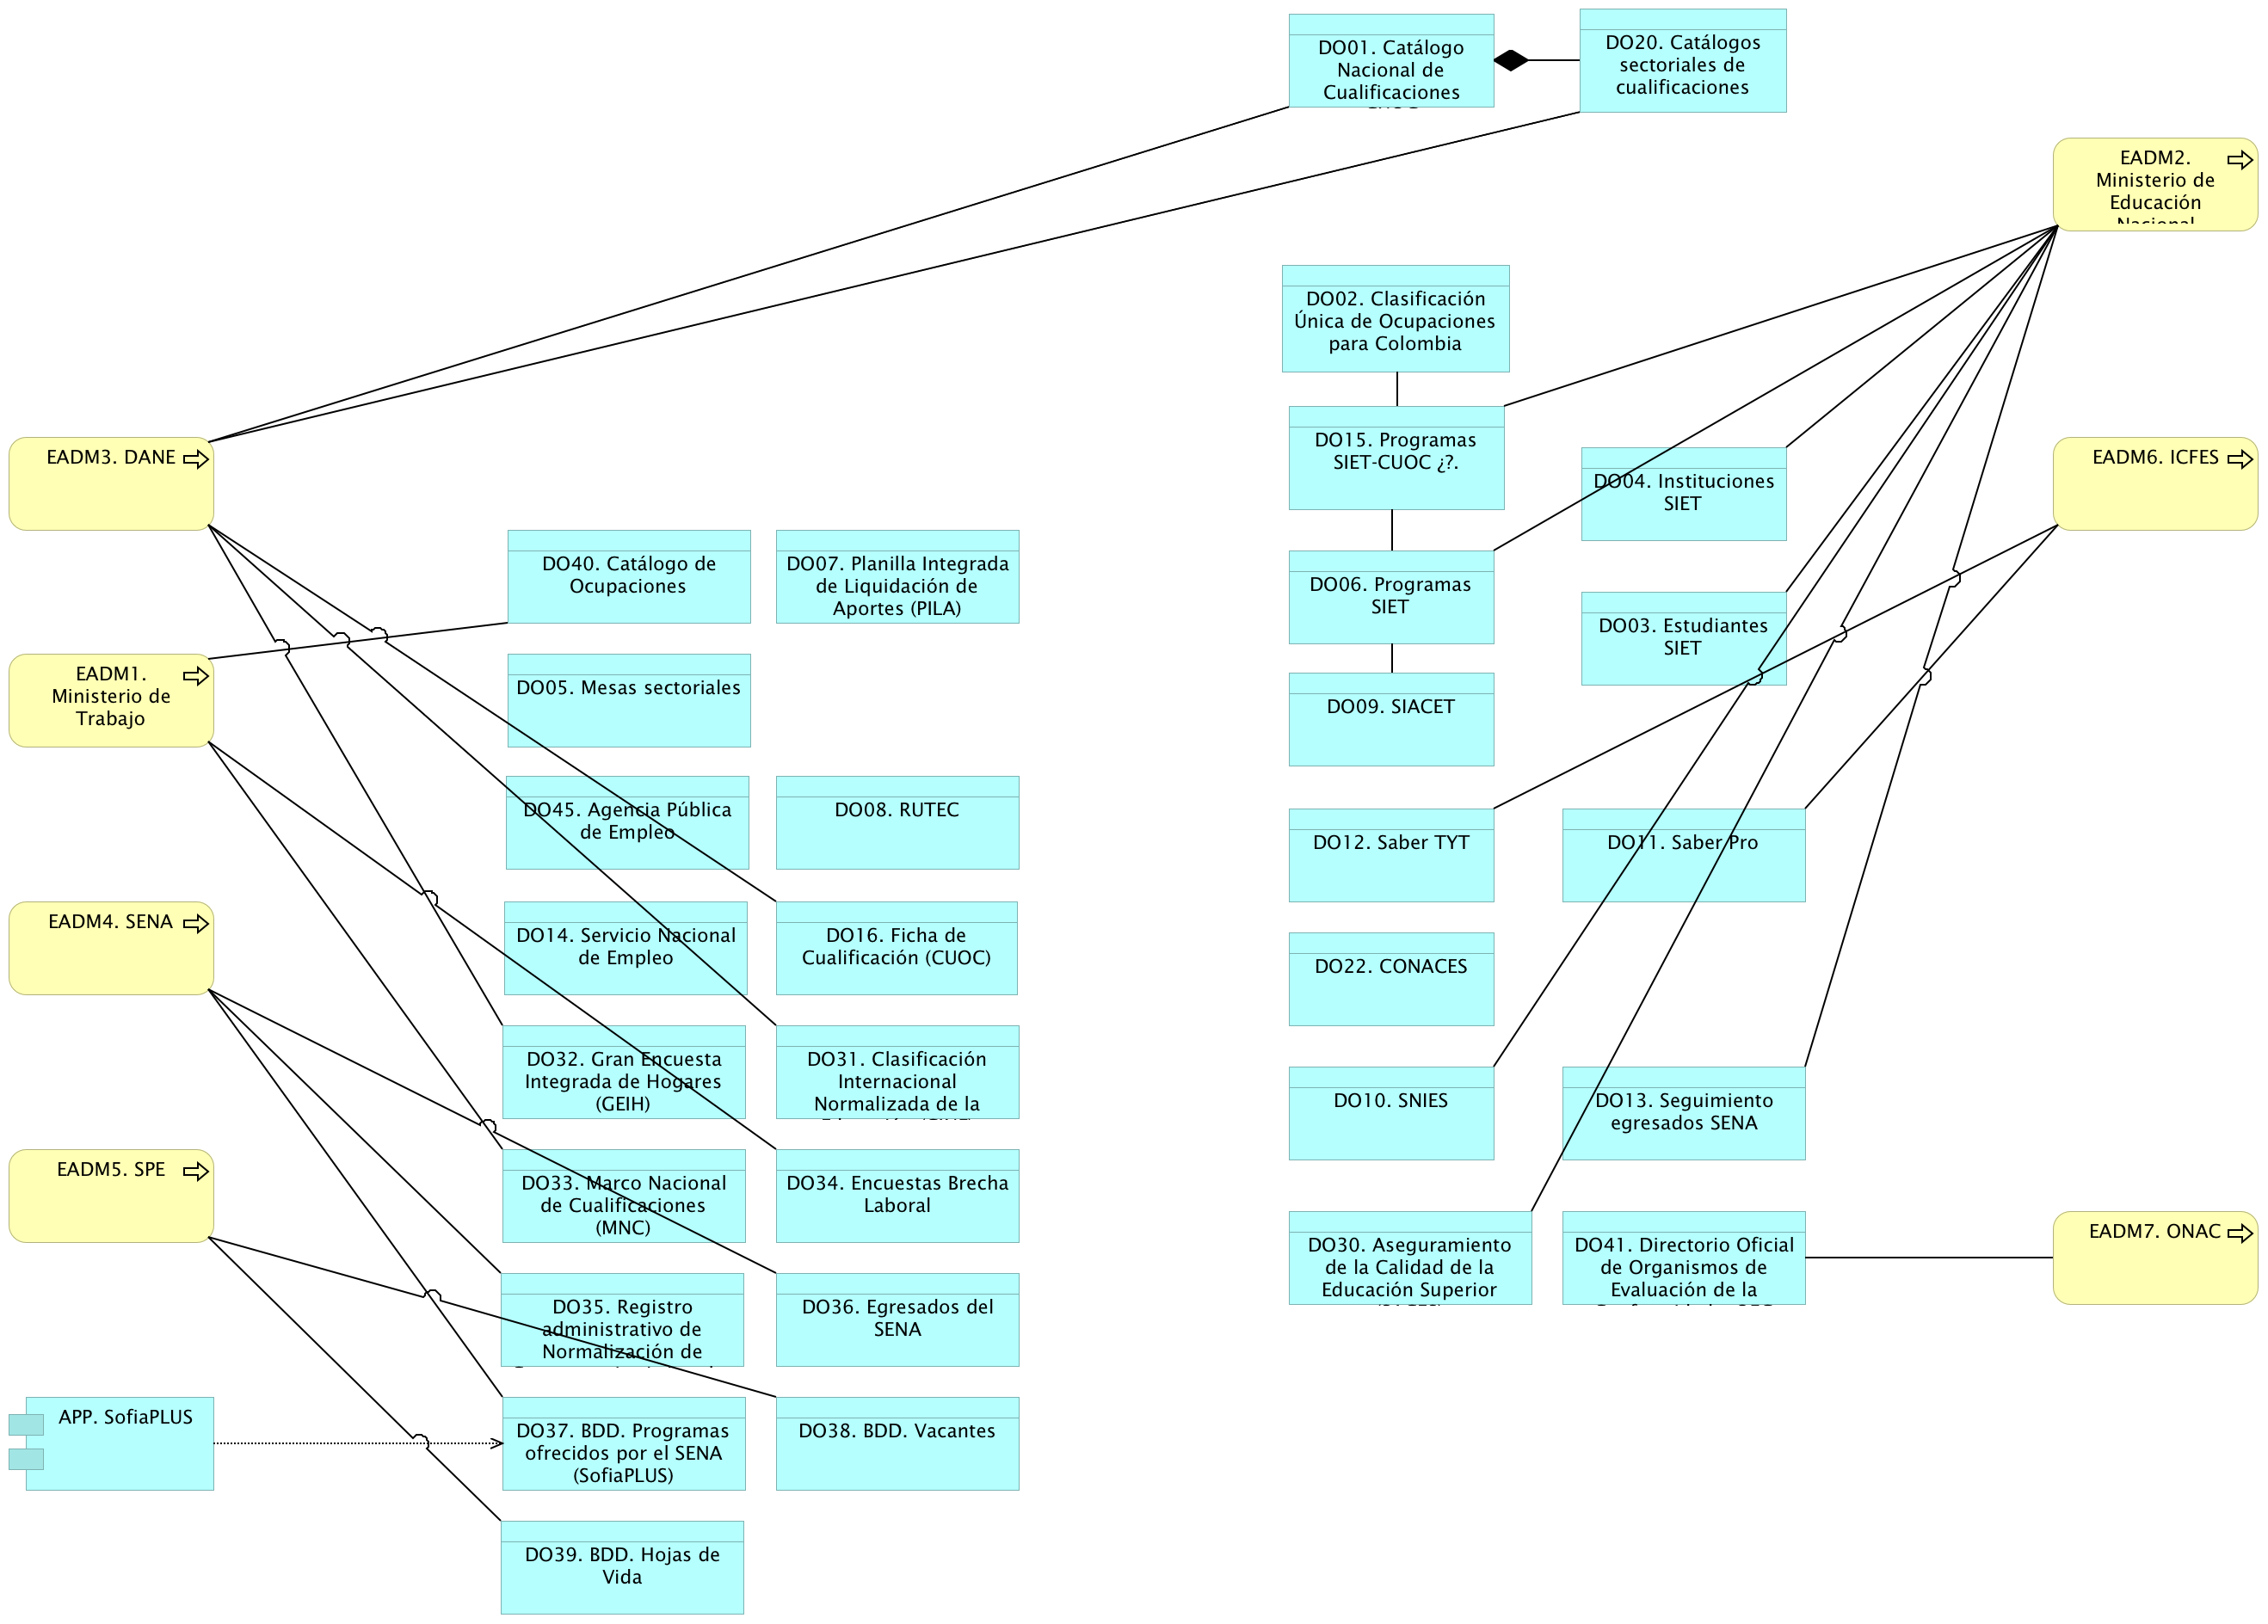 DO01. Catálogo
Nacional de
Cualificaciones
DO20. Catálogos
sectoriales de
cualificaciones
EADM2.
Ministerio de
Educación
Nacional
DO02. Clasificación
Única de Ocupaciones
para Colombia
DO15. Programas
SIET-CUOC ¿?.
DO04. Instituciones
SIET
EADM3. DANE
EADM6. ICFES
DO40. Catálogo de
Ocupaciones
DO07. Planilla Integrada
de Liquidación de
Aportes (PILA)
DO06. Programas
SIET
DO03. Estudiantes
SIET
EADM1.
Ministerio de
Trabajo
DO05. Mesas sectoriales
DO09. SIACET
DO45. Agencia Pública
de Empleo
DO08. RUTEC
DO12. Saber TYT
DO11. Saber Pro
EADM4. SENA
DO14. Servicio Nacional
de Empleo
DO16. Ficha de
Cualificación (CUOC)
DO22. CONACES
DO32. Gran Encuesta
Integrada de Hogares
(GEIH)
DO31. Clasificación
Internacional
Normalizada de la
DO10. SNIES
DO13. Seguimiento
egresados SENA
EADM5. SPE
DO33. Marco Nacional
de Cualificaciones
(MNC)
DO34. Encuestas Brecha
Laboral
DO30. Aseguramiento
de la Calidad de la
Educación Superior
DO41. Directorio Oficial
de Organismos de
Evaluación de la
EADM7. ONAC
DO35. Registro
administrativo de
Normalización de
DO36. Egresados del
SENA
APP. SofiaPLUS
DO37. BDD. Programas
ofrecidos por el SENA
(SofiaPLUS)
DO38. BDD. Vacantes
DO39. BDD. Hojas de
Vida